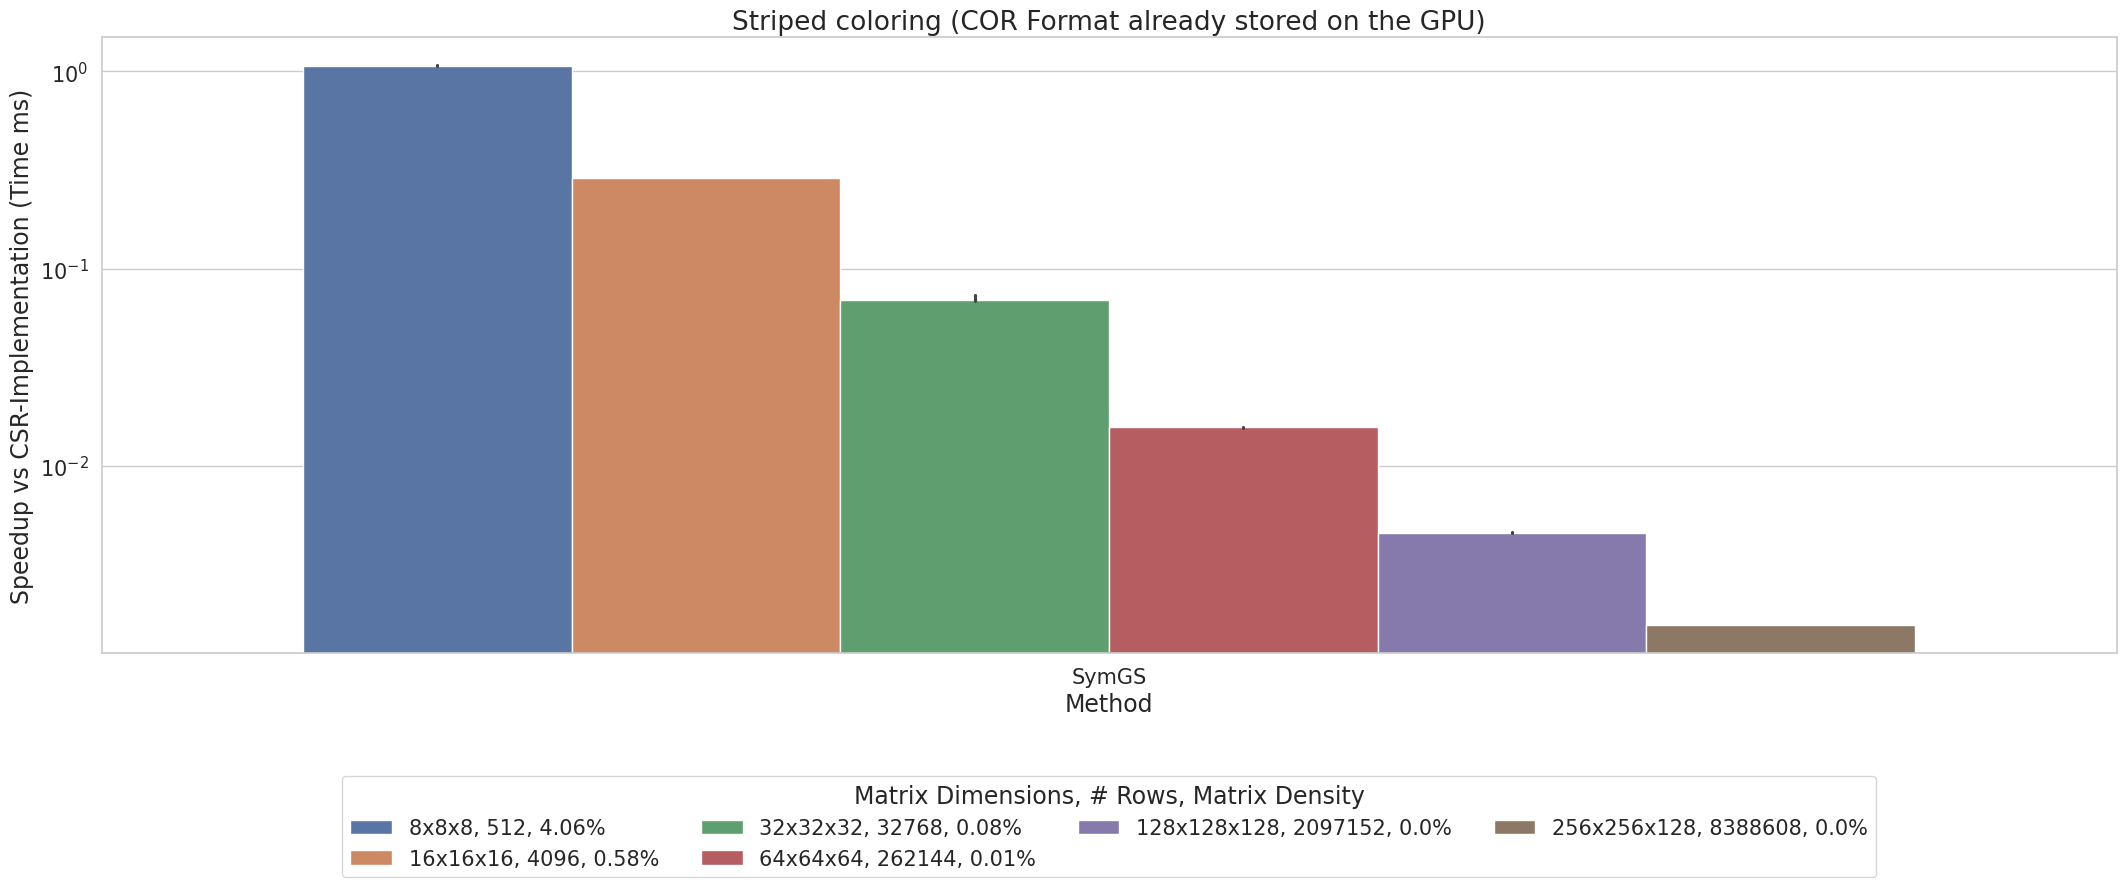 Striped coloring (COR Format already stored on the GPU)
Speedup vs CSR-Implementation (Time ms)
10⁰
10⁻¹
10⁻²
SymGS
Method
Matrix Dimensions, # Rows, Matrix Density
8x8x8, 512, 4.06%
16x16x16, 4096, 0.58%
32x32x32, 32768, 0.08%
64x64x64, 262144, 0.01%
128x128x128, 2097152, 0.0%
256x256x128, 8388608, 0.0%